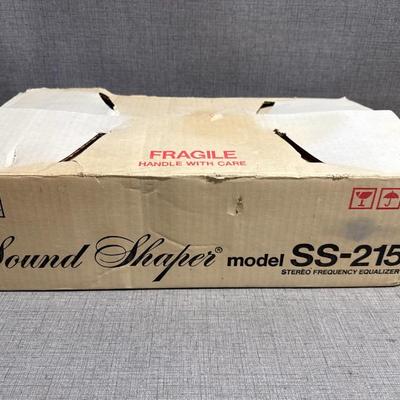 FRAGILE
HANDLE WITH CARE
Sound Shaper® model SS-215
STEREO FREQUENCY EQUALIZER